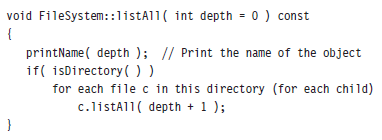 void FileSystem::listAll( int depth = 0 ) const
{
    printName( depth );  // Print the name of the object
    if( isDirectory( ) )
        for each file c in this directory (for each child)
            c.listAll( depth + 1 );
}